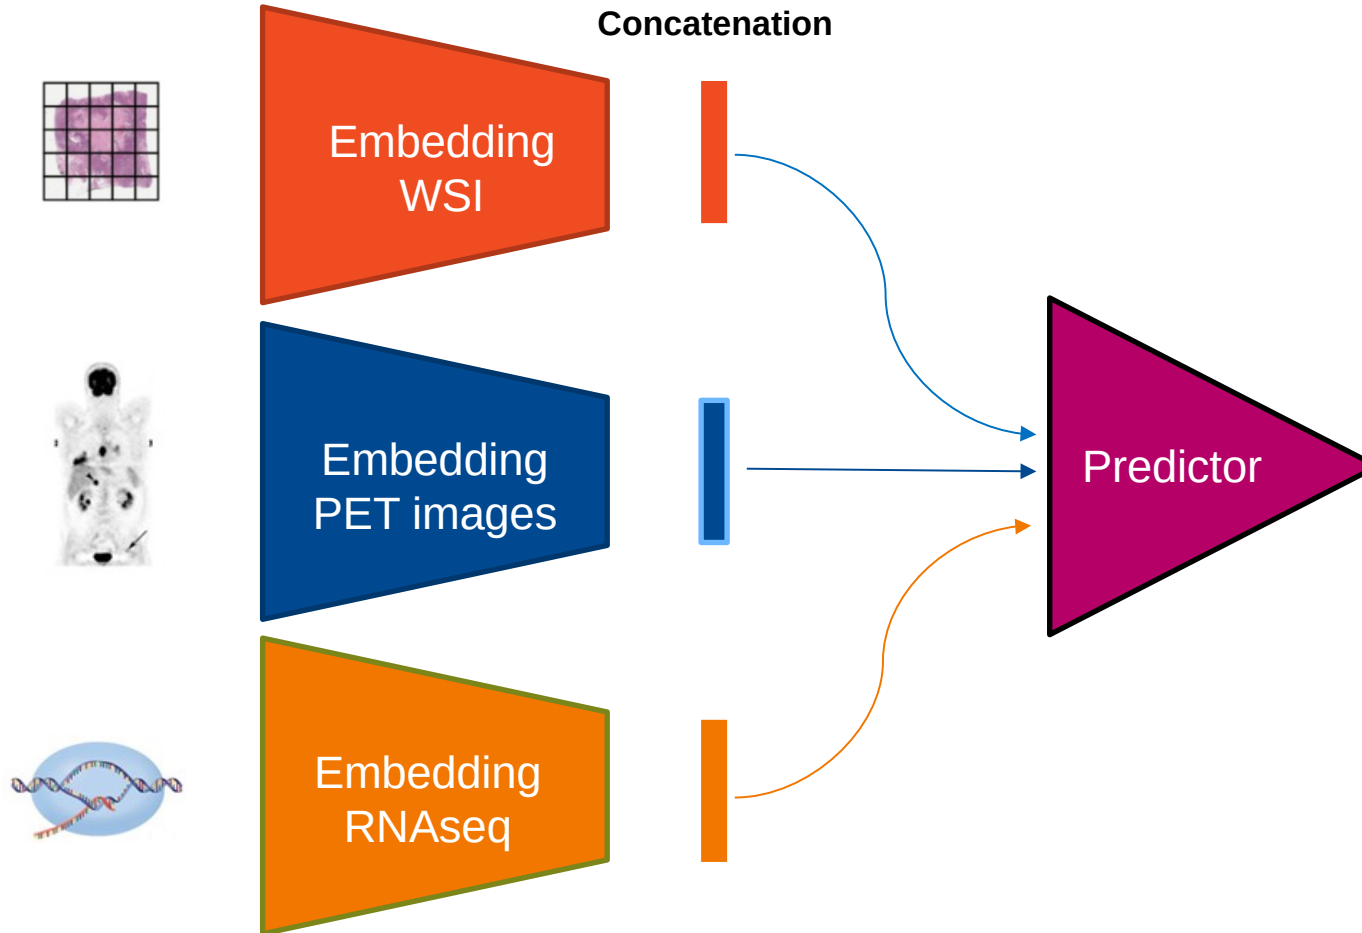 Concatenation
Embedding
WSI
Embedding
PET images
Predictor
Embedding
RNAseq